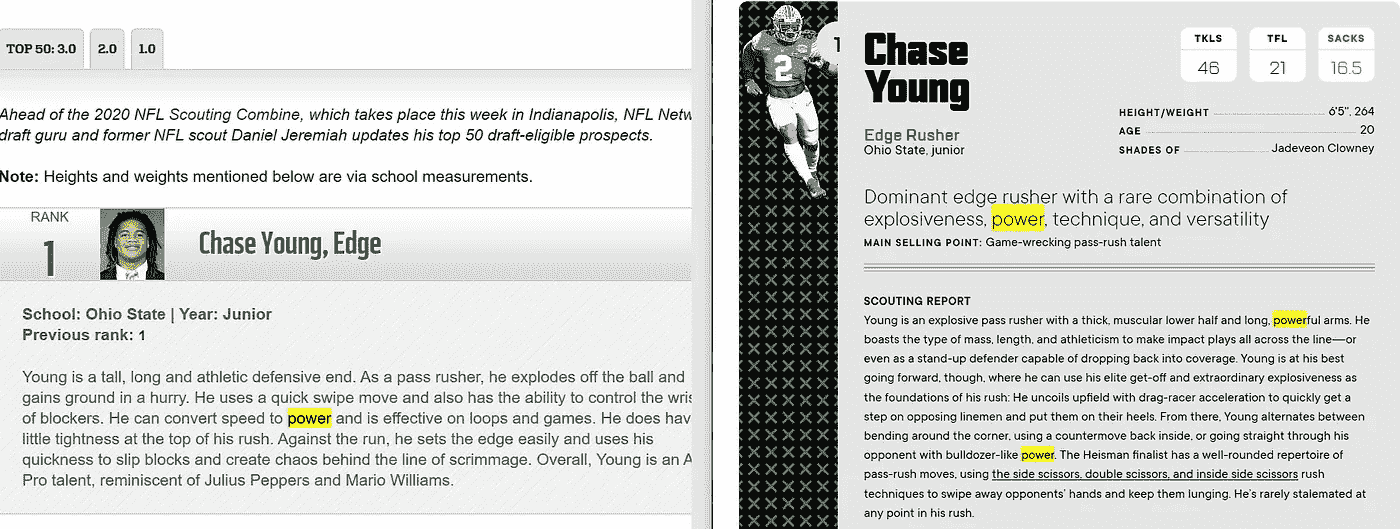 TOP 50: 3.0
2.0
1.0
Ahead of the 2020 NFL Scouting Combine, which takes place this week in Indianapolis, NFL Netw
draft guru and former NFL scout Daniel Jeremiah updates his top 50 draft-eligible prospects.
Note: Heights and weights mentioned below are via school measurements.
RANK
1
Chase Young, Edge
School: Ohio State | Year: Junior
Previous rank: 1
Young is a tall, long and athletic defensive end. As a pass rusher, he explodes off the ball and
gains ground in a hurry. He uses a quick swipe move and also has the ability to control the wris
of blockers. He can convert speed to power and is effective on loops and games. He does hav
little tightness at the top of his rush. Against the run, he sets the edge easily and uses his
quickness to slip blocks and create chaos behind the line of scrimmage. Overall, Young is an A
Pro talent, reminiscent of Julius Peppers and Mario Williams.
2
1
Chase
Young
Edge Rusher
Ohio State, junior
TKLS
46
TFL
21
SACKS
16.5
HEIGHT/WEIGHT 6'5", 264
AGE 20
SHADES OF Jadeveon Clowney
Dominant edge rusher with a rare combination of
explosiveness, power, technique, and versatility
MAIN SELLING POINT: Game-wrecking pass-rush talent
SCOUTING REPORT
Young is an explosive pass rusher with a thick, muscular lower half and long, powerful arms. He
boasts the type of mass, length, and athleticism to make impact plays all across the line—or
even as a stand-up defender capable of dropping back into coverage. Young is at his best
going forward, though, where he can use his elite get-off and extraordinary explosiveness as
the foundations of his rush: He uncoils upfield with drag-racer acceleration to quickly get a
step on opposing linemen and put them on their heels. From there, Young alternates between
bending around the corner, using a countermove back inside, or going straight through his
opponent with bulldozer-like power. The Heisman finalist has a well-rounded repertoire of
pass-rush moves, using the side scissors, double scissors, and inside side scissors rush
techniques to swipe away opponents' hands and keep them lunging. He's rarely stalemated at
any point in his rush.